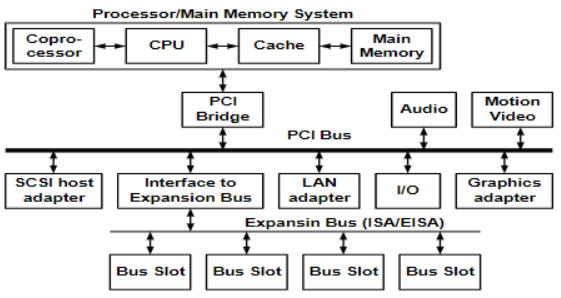 Processor/Main Memory System
Copro-
cessor
CPU
Cache
Main
Memory
PCI
Bridge
Audio
Motion
Video
PCI Bus
SCSI host
adapter
Interface to
Expansion Bus
LAN
adapter
I/O
Graphics
adapter
Expansin Bus (ISA/EISA)
Bus Slot
Bus Slot
Bus Slot
Bus Slot